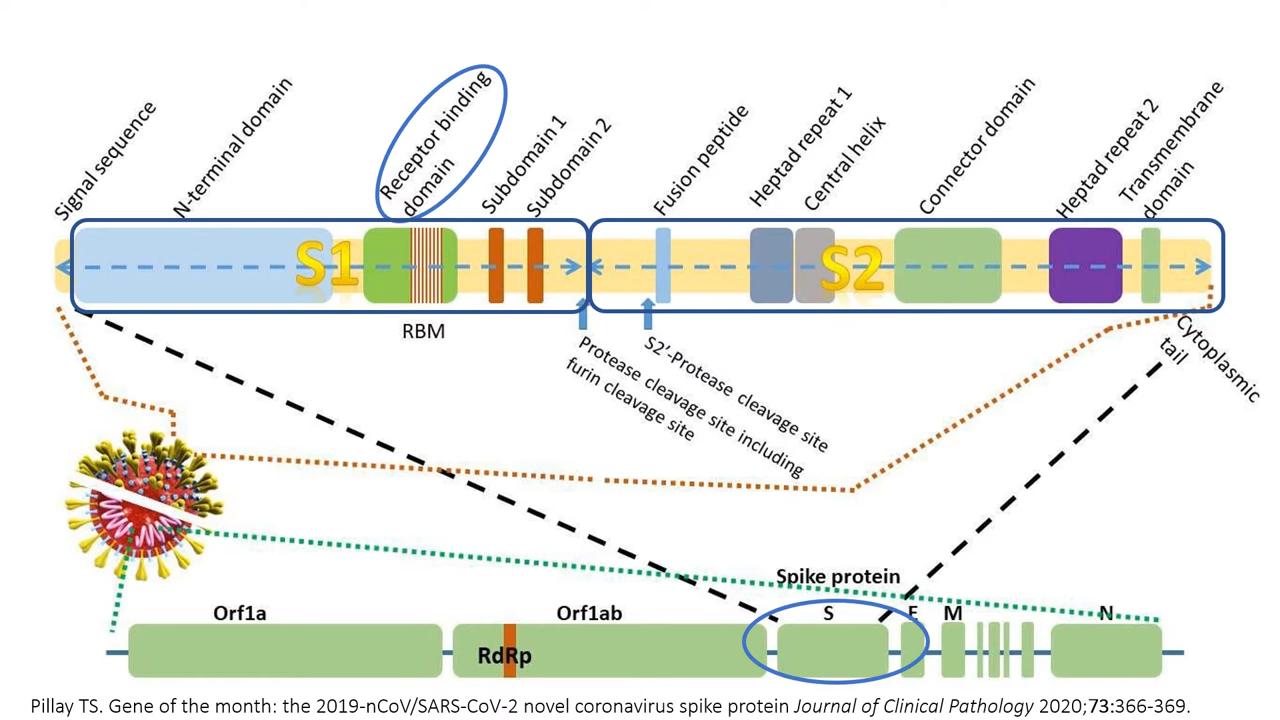 Signal sequence
N-terminal domain
Receptor binding
domain
Subdomain 1
Subdomain 2
Fusion peptide
Heptad repeat 1
Central helix
Connector domain
Heptad repeat 2
Transmembrane
domain
S1
S2
RBM
Protease cleavage site including
furin cleavage site
S2'-Protease cleavage site
Cytoplasmic
tail
Spike protein
Orf1a
Orf1ab
S
E
M
N
RdRp
Pillay TS. Gene of the month: the 2019-nCoV/SARS-CoV-2 novel coronavirus spike protein Journal of Clinical Pathology 2020;73:366-369.